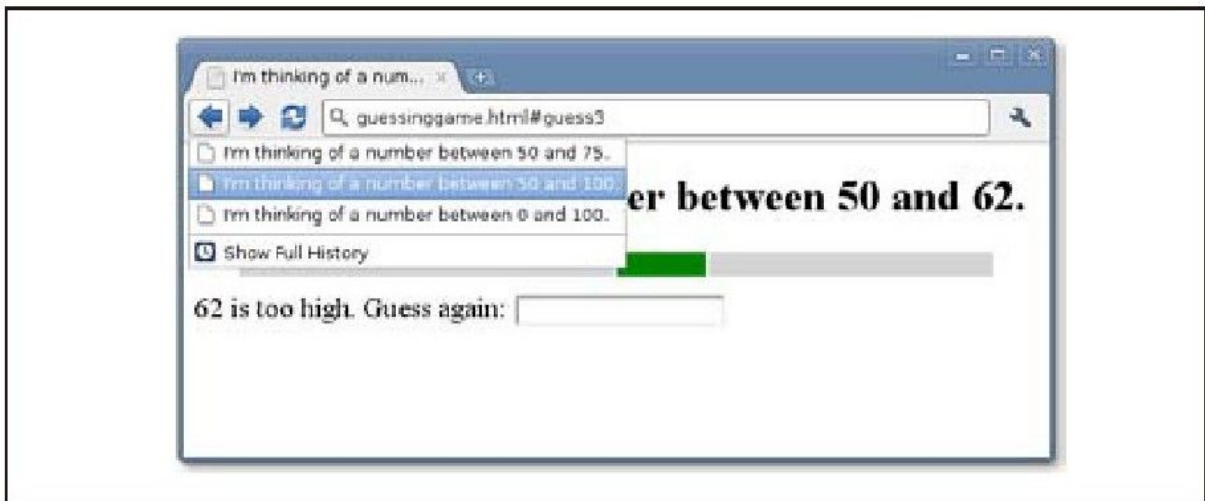 I'm thinking of a num...
guessinggame.html#guess3
I'm thinking of a number between 50 and 75.
I'm thinking of a number between 50 and 100.
er between 50 and 62.
I'm thinking of a number between 0 and 100.
Show Full History
62 is too high. Guess again: